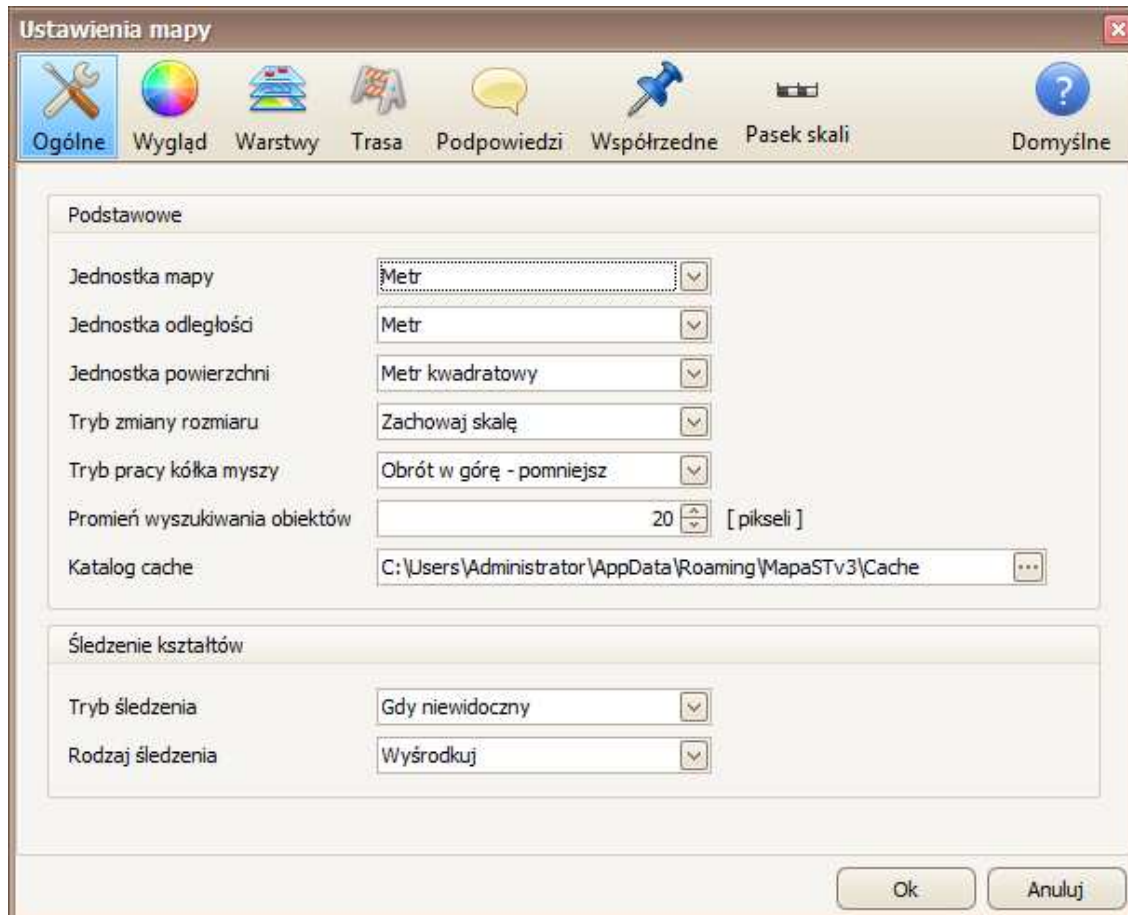 Ustawienia mapy
Ogólne Wygląd Warstwy Trasa Podpowiedzi Współrzedne Pasek skali Domyślne
Podstawowe
Jednostka mapy Metr
Jednostka odległości Metr
Jednostka powierzchni Metr kwadratowy
Tryb zmiany rozmiaru Zachowaj skalę
Tryb pracy kółka myszy Obrót w górę - pomniejsz
Promień wyszukiwania obiektów 20 [ pikseli ]
Katalog cache C:\Users\Administrator\AppData\Roaming\MapaSTv3\Cache ...
Śledzenie kształtów
Tryb śledzenia Gdy niewidoczny
Rodzaj śledzenia Wyśrodkuj
Ok Anuluj